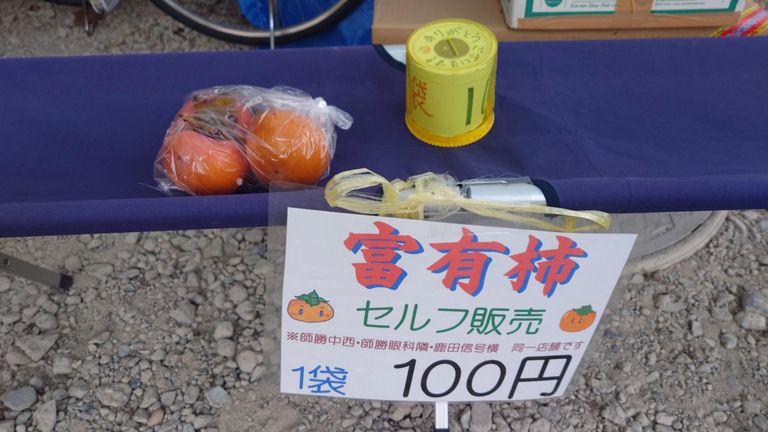 ありがとうございます
袋 10
富有柿
セルフ販売
※師勝中西・師勝眼科隣・鹿田信号横 同一店舗です
1袋 100円